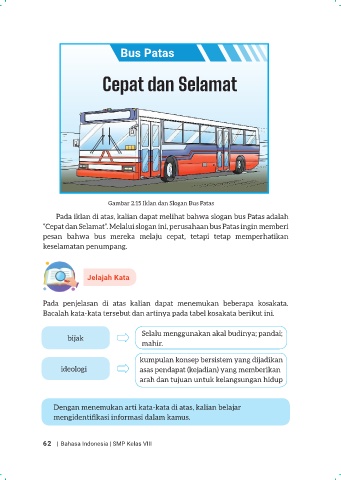 Bus Patas
Cepat dan Selamat
Gambar 2.15 Iklan dan Slogan Bus Patas
Pada iklan di atas, kalian dapat melihat bahwa slogan bus Patas adalah
"Cepat dan Selamat". Melalui slogan ini, perusahaan bus Patas ingin memberi
pesan bahwa bus mereka melaju cepat, tetapi tetap memperhatikan
keselamatan penumpang.
Jelajah Kata
Pada penjelasan di atas kalian dapat menemukan beberapa kosakata.
Bacalah kata-kata tersebut dan artinya pada tabel kosakata berikut ini.
bijak
Selalu menggunakan akal budinya; pandai;
mahir.
ideologi
kumpulan konsep bersistem yang dijadikan
asas pendapat (kejadian) yang memberikan
arah dan tujuan untuk kelangsungan hidup
Dengan menemukan arti kata-kata di atas, kalian belajar
mengidentifikasi informasi dalam kamus.
62 | Bahasa Indonesia | SMP Kelas VIII